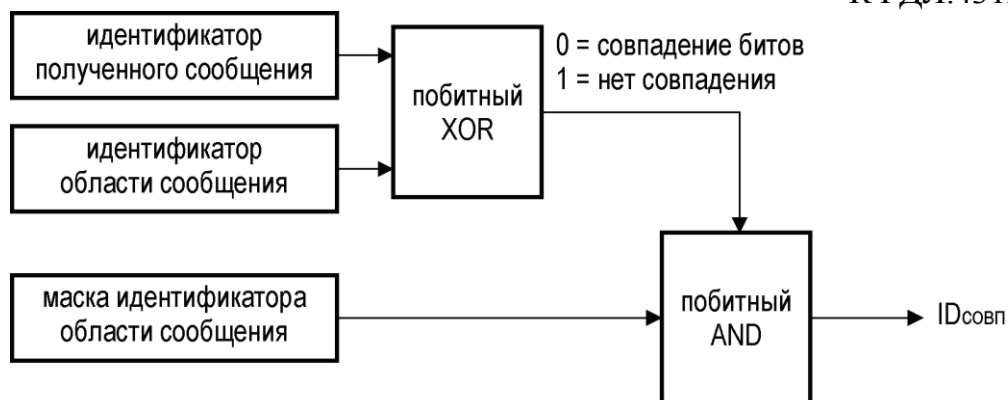 идентификатор
полученного сообщения
0 = совпадение битов
1 = нет совпадения
побитный
XOR
идентификатор
области сообщения
маска идентификатора
области сообщения
побитный
AND
IDсовп